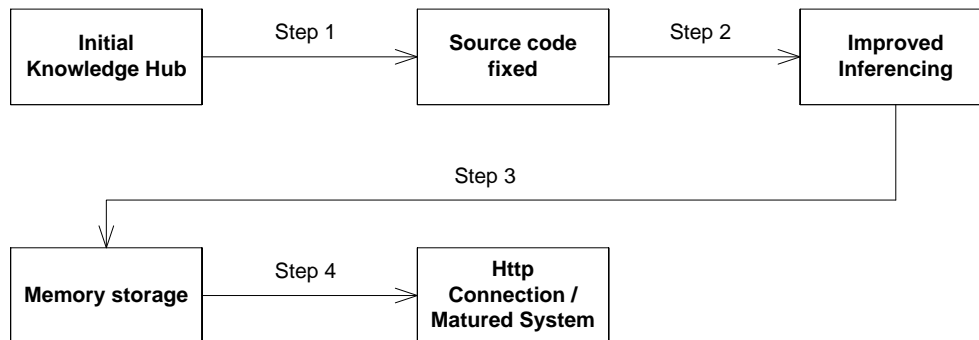 Initial
Knowledge Hub
Step 1
Source code
fixed
Step 2
Improved
Inferencing
Step 3
Memory storage
Step 4
Http
Connection /
Matured System